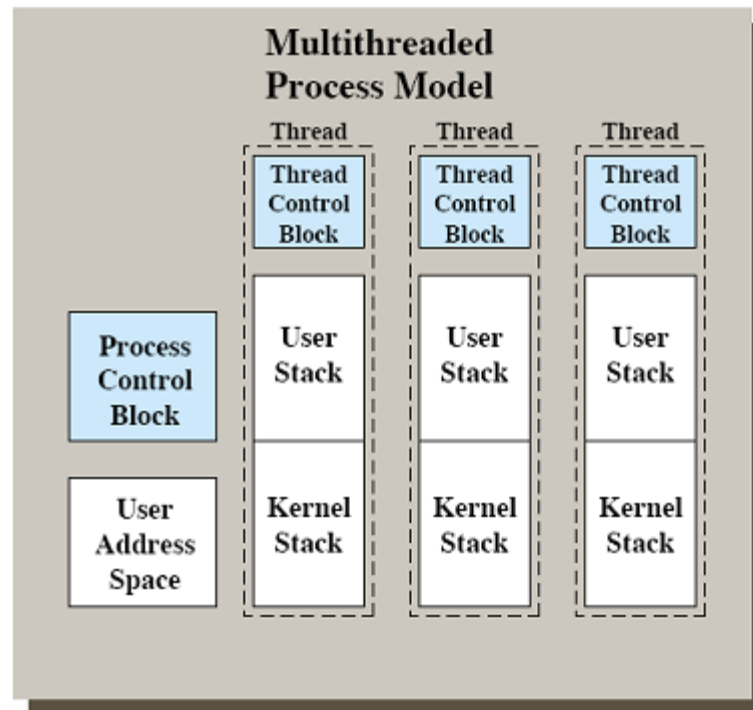 Multithreaded
Process Model
Thread
Thread
Thread
Thread
Control
Block
Thread
Control
Block
Thread
Control
Block
Process
Control
Block
User
Stack
User
Stack
User
Stack
User
Address
Space
Kernel
Stack
Kernel
Stack
Kernel
Stack